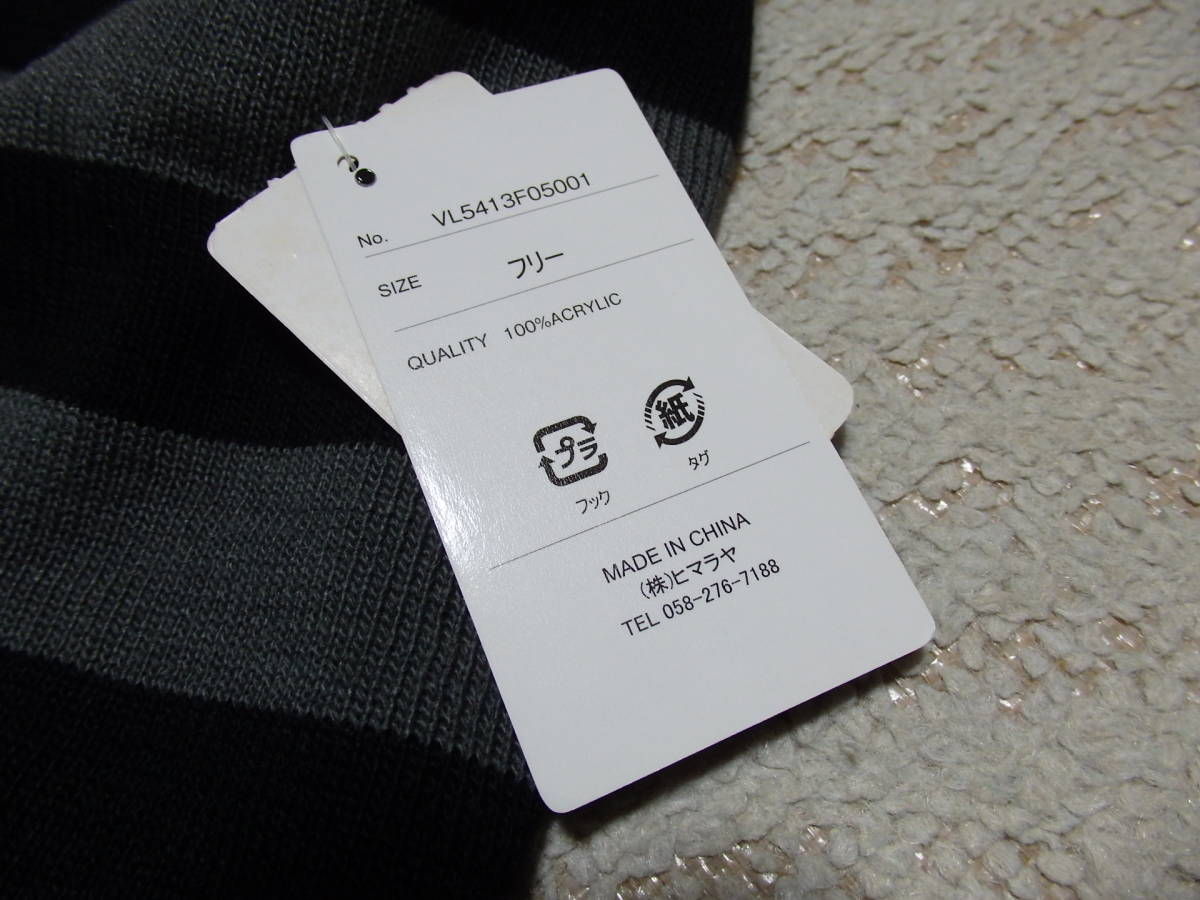 No. VL5413F05001
SIZE フリー
QUALITY 100%ACRYLIC
プラ 紙
フック タグ
MADE IN CHINA
(株)ヒマラヤ
TEL 058-276-7188